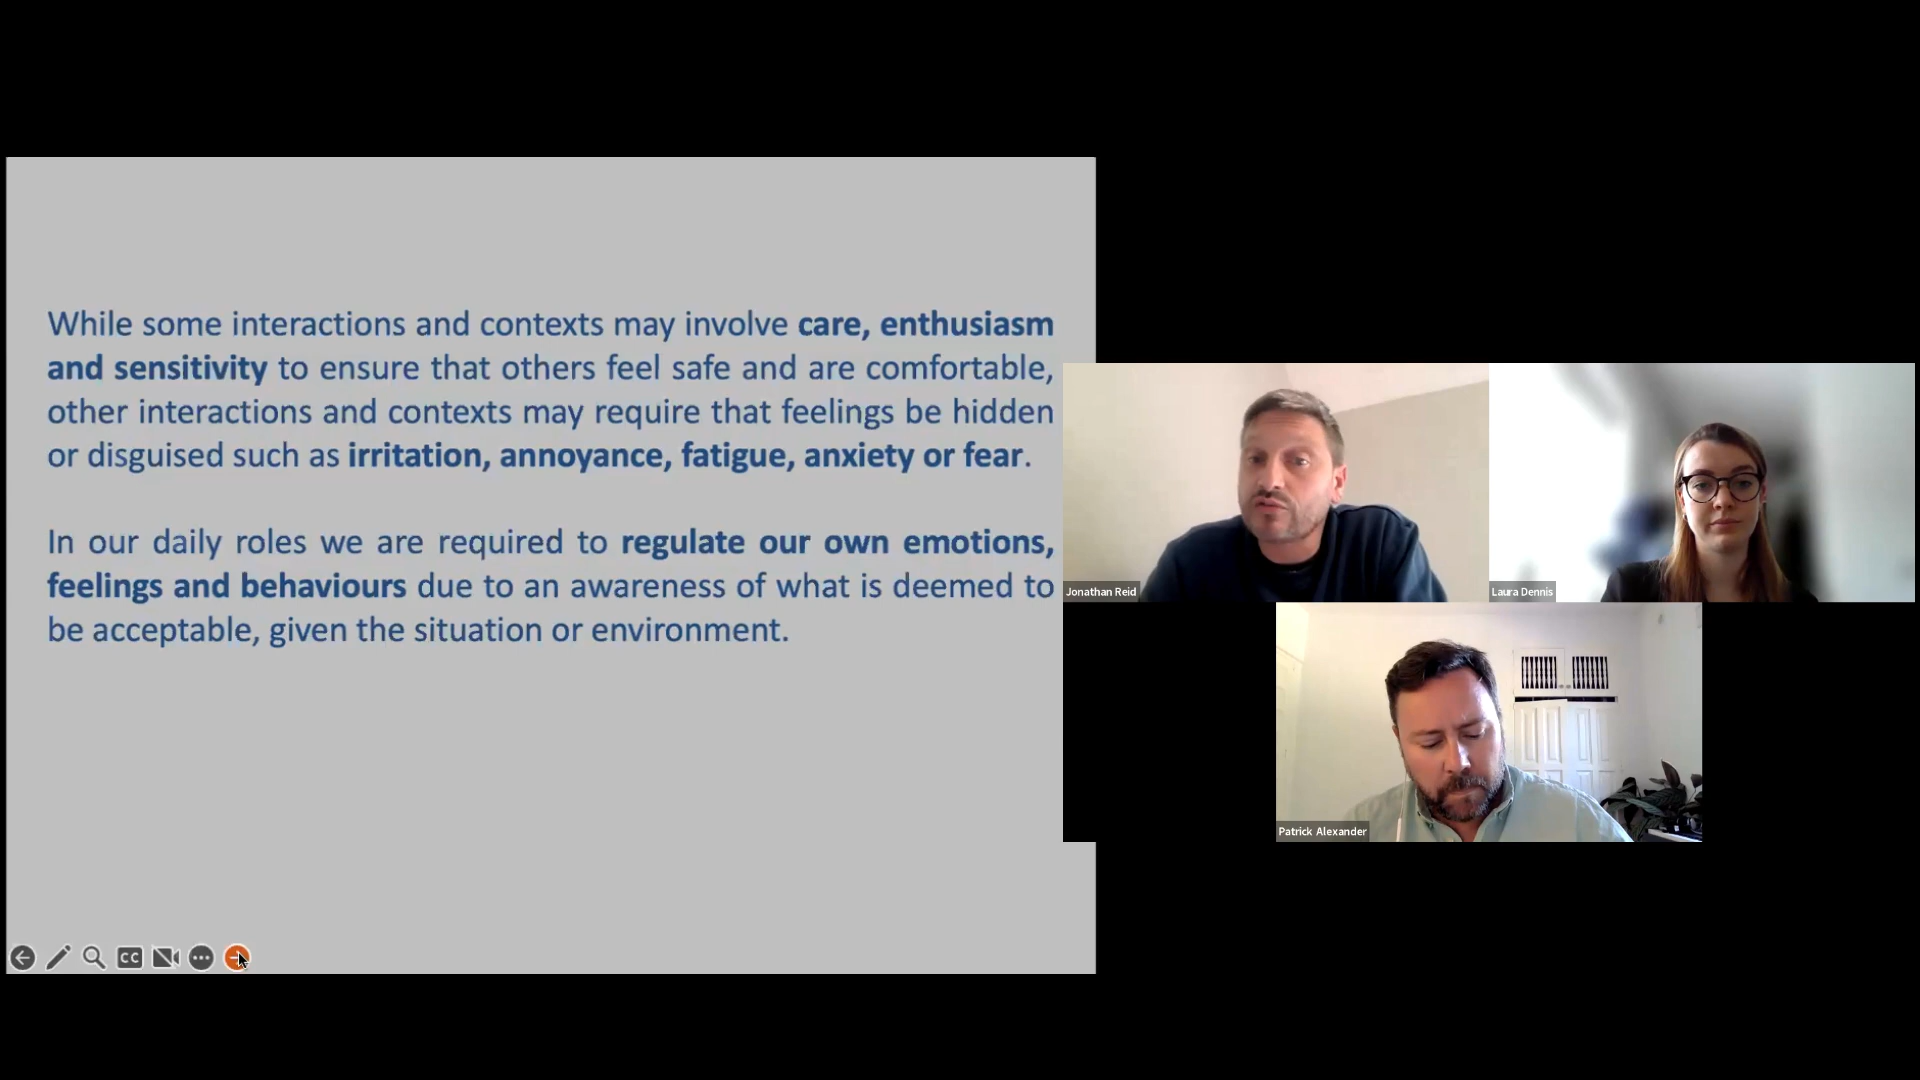 While some interactions and contexts may involve care, enthusiasm
and sensitivity to ensure that others feel safe and are comfortable,
other interactions and contexts may require that feelings be hidden
or disguised such as irritation, annoyance, fatigue, anxiety or fear.
In our daily roles we are required to regulate our own emotions,
feelings and behaviours due to an awareness of what is deemed to
be acceptable, given the situation or environment.
Jonathan Reid
Laura Dennis
Patrick Alexander
CC